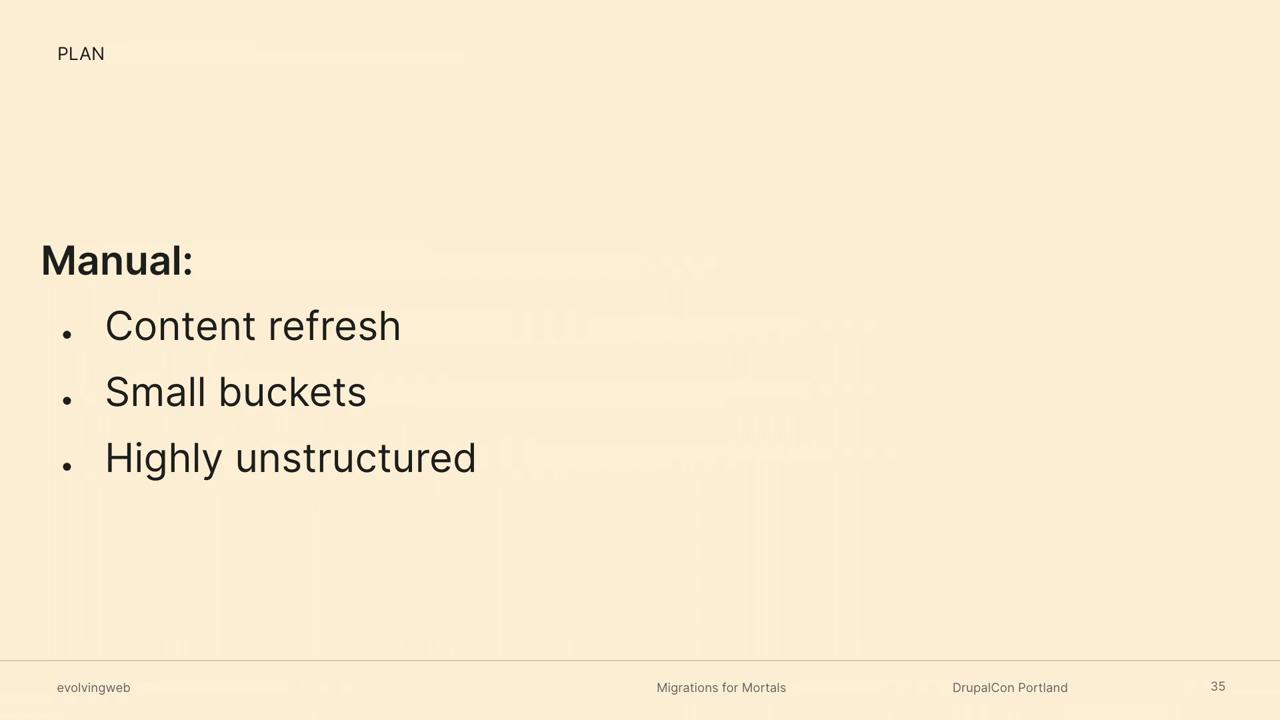 PLAN
Manual:
• Content refresh
• Small buckets
• Highly unstructured
evolvingweb
Migrations for Mortals
DrupalCon Portland
35